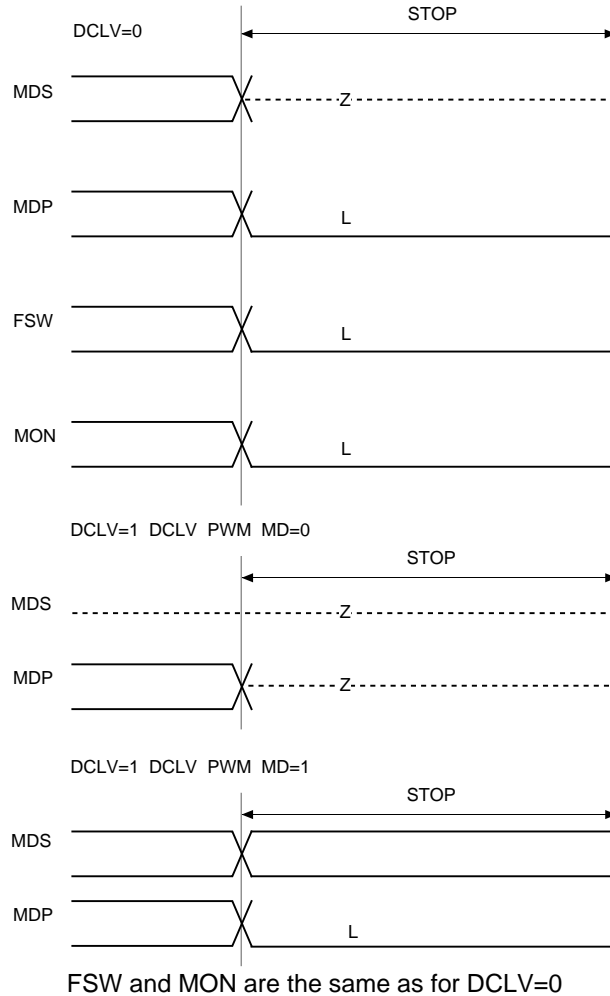 DCLV=0
STOP
MDS
Z
MDP
L
FSW
L
MON
L
DCLV=1 DCLV PWM MD=0
STOP
MDS
Z
MDP
Z
DCLV=1 DCLV PWM MD=1
STOP
MDS
MDP
L
FSW and MON are the same as for DCLV=0